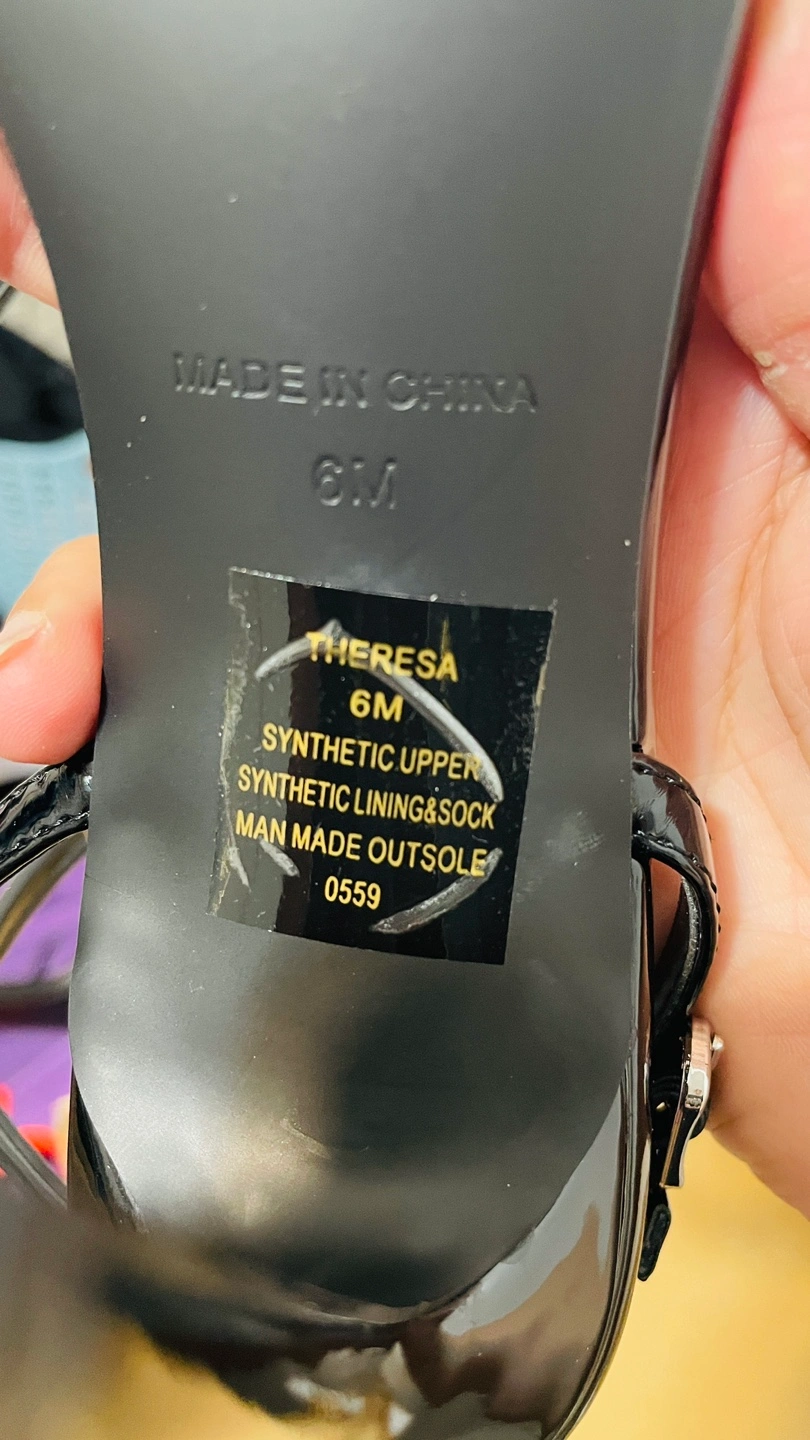 MADE IN CHINA
6M
THERESA
6M
SYNTHETIC UPPER
SYNTHETIC LINING&SOCK
MAN MADE OUTSOLE
0559